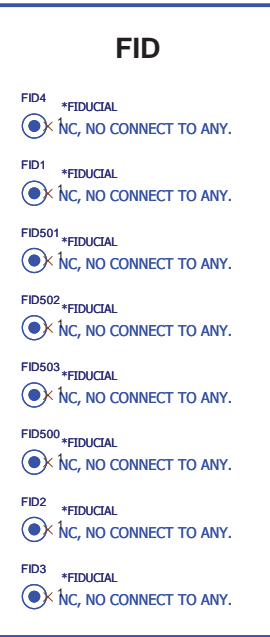 FID
FID4
*FIDUCIAL
1
NC, NO CONNECT TO ANY.
FID1
*FIDUCIAL
1
NC, NO CONNECT TO ANY.
FID501
*FIDUCIAL
1
NC, NO CONNECT TO ANY.
FID502
*FIDUCIAL
1
NC, NO CONNECT TO ANY.
FID503
*FIDUCIAL
1
NC, NO CONNECT TO ANY.
FID500
*FIDUCIAL
1
NC, NO CONNECT TO ANY.
FID2
*FIDUCIAL
1
NC, NO CONNECT TO ANY.
FID3
*FIDUCIAL
1
NC, NO CONNECT TO ANY.